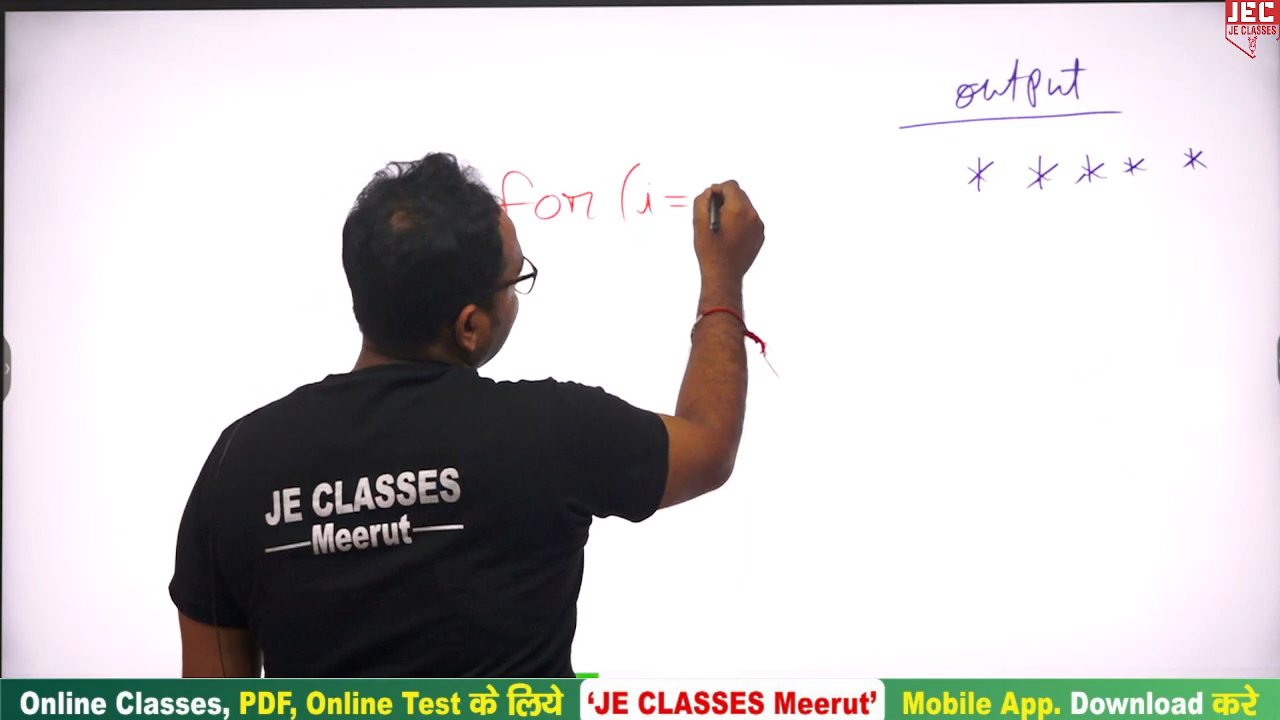 JEC
JE CLASSES
output
* * * * *
for (i=
JE CLASSES
Meerut
Online Classes, PDF, Online Test के लिये 'JE CLASSES Meerut' Mobile App. Download करे